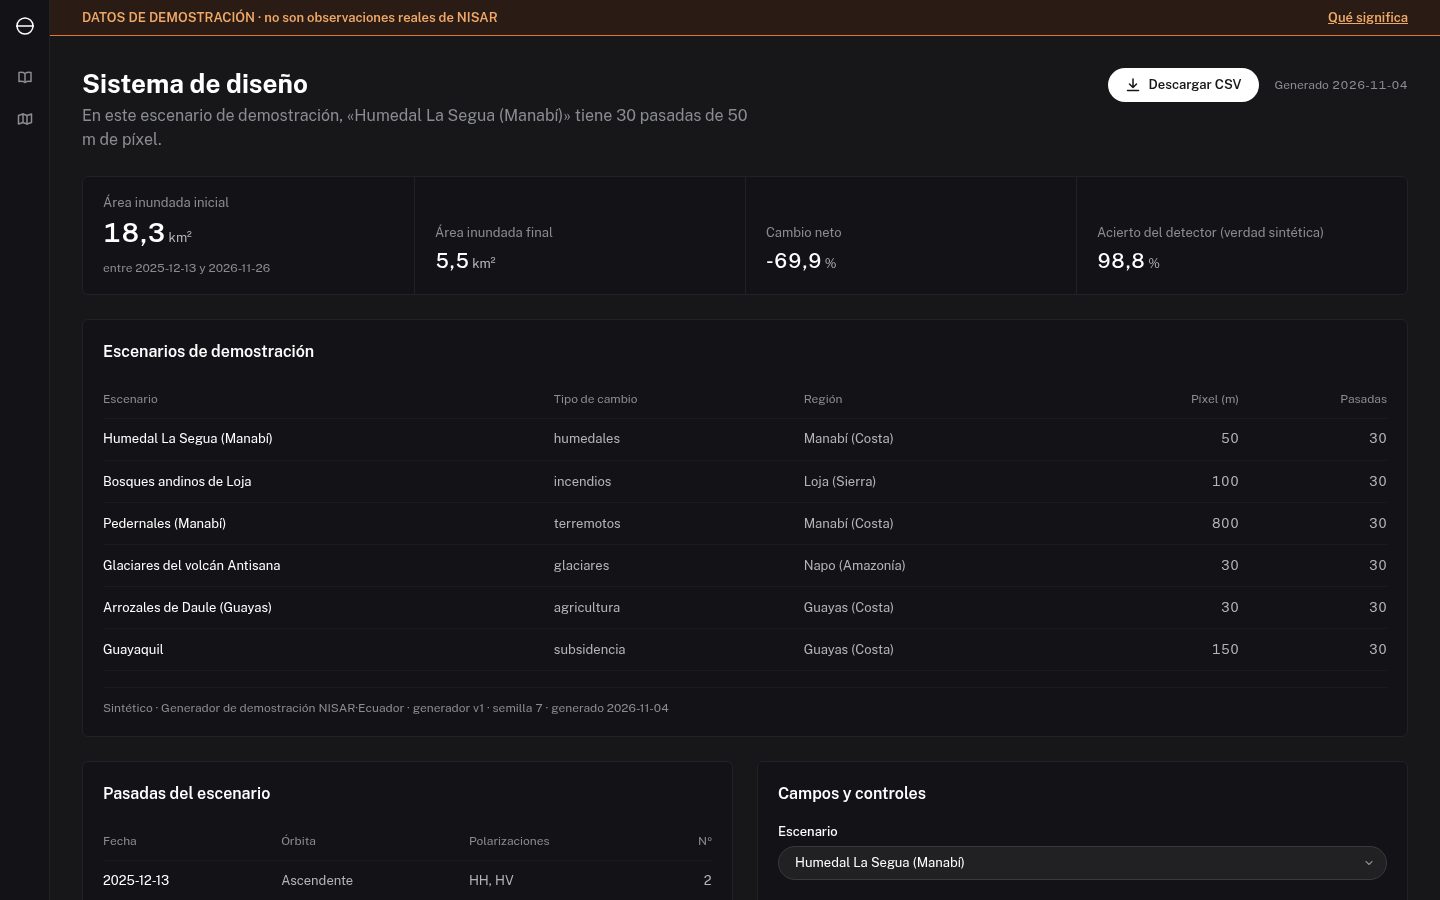 DATOS DE DEMOSTRACIÓN · no son observaciones reales de NISAR
Qué significa
Sistema de diseño
En este escenario de demostración, «Humedal La Segua (Manabí)» tiene 30 pasadas de 50
m de píxel.
Descargar CSV
Generado 2026-11-04
Área inundada inicial
18,3 km²
entre 2025-12-13 y 2026-11-26
Área inundada final
5,5 km²
Cambio neto
-69,9 %
Acierto del detector (verdad sintética)
98,8 %
Escenarios de demostración
Escenario Tipo de cambio Región Píxel (m) Pasadas
Humedal La Segua (Manabí) humedales Manabí (Costa) 50 30
Bosques andinos de Loja incendios Loja (Sierra) 100 30
Pedernales (Manabí) terremotos Manabí (Costa) 800 30
Glaciares del volcán Antisana glaciares Napo (Amazonía) 30 30
Arrozales de Daule (Guayas) agricultura Guayas (Costa) 30 30
Guayaquil subsidencia Guayas (Costa) 150 30
Sintético · Generador de demostración NISAR·Ecuador · generador v1 · semilla 7 · generado 2026-11-04
Pasadas del escenario
Fecha Órbita Polarizaciones Nº
2025-12-13 Ascendente HH, HV 2
Campos y controles
Escenario
Humedal La Segua (Manabí)